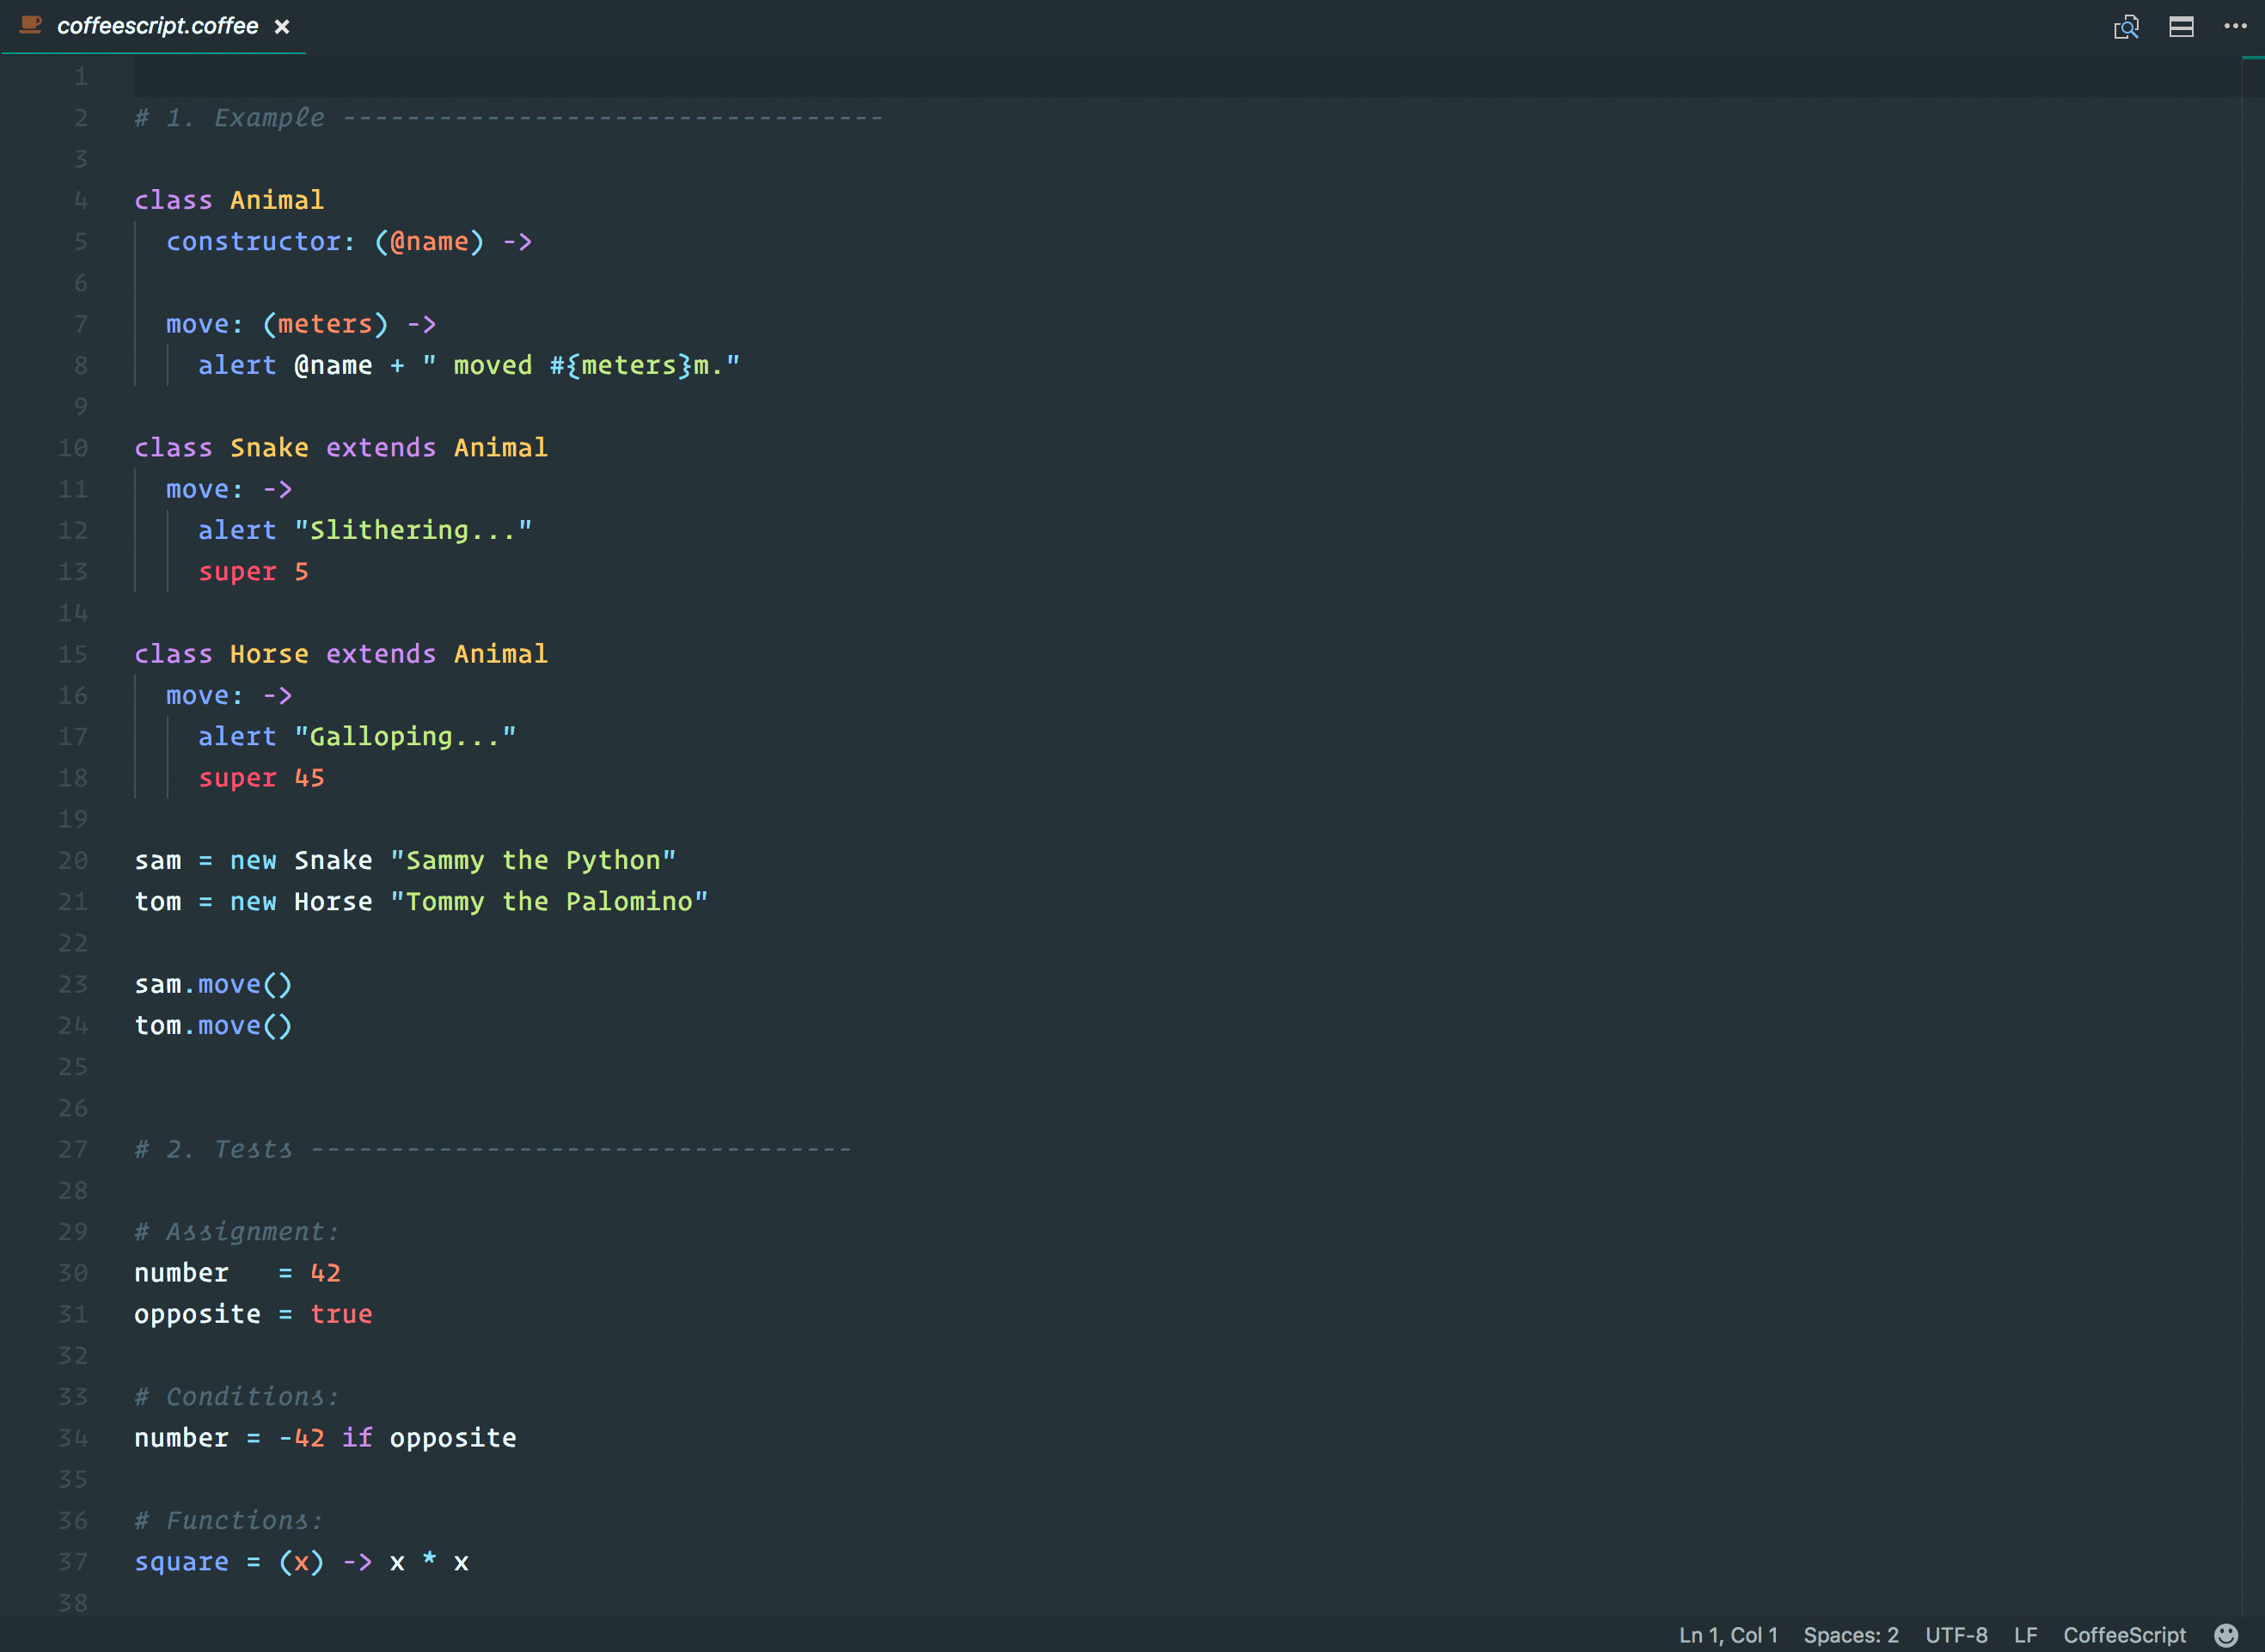 coffeescript.coffee ×
1
2 # 1. Example ----------------------------------
3
4 class Animal
5   constructor: (@name) ->
6
7   move: (meters) ->
8     alert @name + " moved #{meters}m."
9
10 class Snake extends Animal
11   move: ->
12     alert "Slithering..."
13     super 5
14
15 class Horse extends Animal
16   move: ->
17     alert "Galloping..."
18     super 45
19
20 sam = new Snake "Sammy the Python"
21 tom = new Horse "Tommy the Palomino"
22
23 sam.move()
24 tom.move()
25
26
27 # 2. Tests ----------------------------------
28
29 # Assignment:
30 number   = 42
31 opposite = true
32
33 # Conditions:
34 number = -42 if opposite
35
36 # Functions:
37 square = (x) -> x * x
38
Ln 1, Col 1 Spaces: 2 UTF-8 LF CoffeeScript